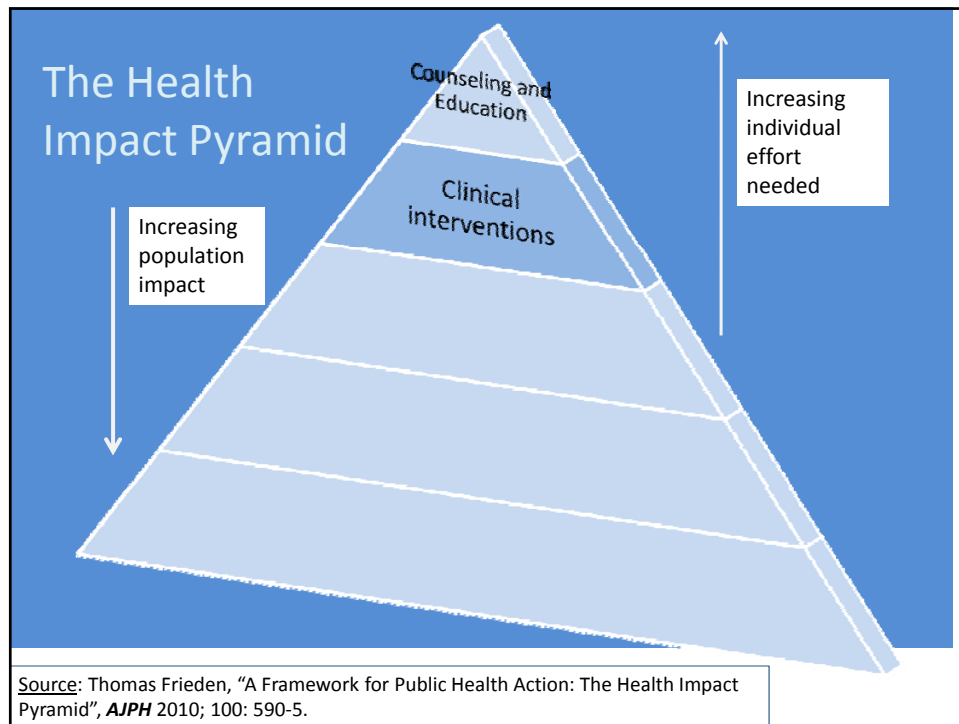 The Health
Impact Pyramid
Counseling and
Education
Increasing
individual
effort
needed
Clinical
interventions
Increasing
population
impact
Source: Thomas Frieden, “A Framework for Public Health Action: The Health Impact
Pyramid”, AJPH 2010; 100: 590-5.